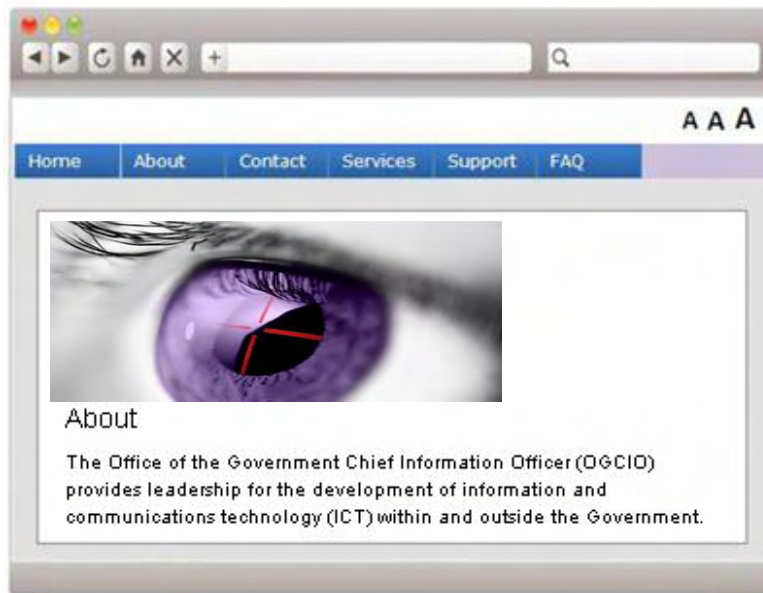 A A A
Home About Contact Services Support FAQ
About
The Office of the Government Chief Information Officer (OGCIO)
provides leadership for the development of information and
communications technology (ICT) within and outside the Government.